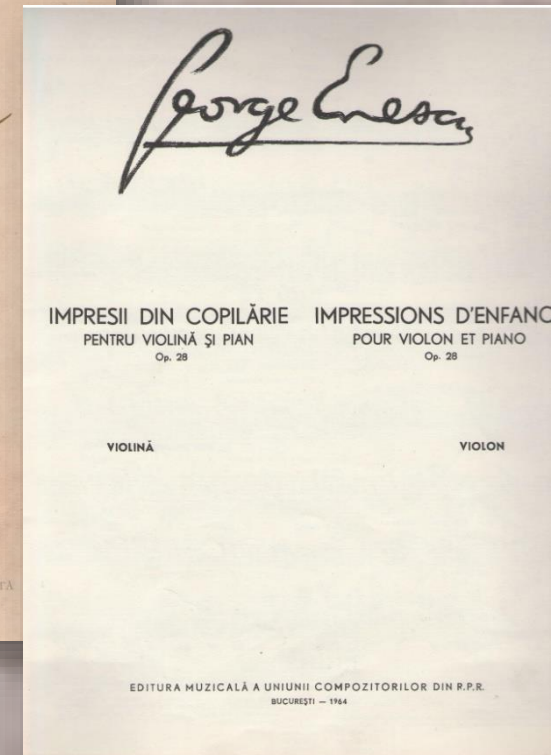 George Enescu
IMPRESII DIN COPILĂRIE
PENTRU VIOLINĂ ȘI PIAN
Op. 28
IMPRESSIONS D'ENFANC
POUR VIOLON ET PIANO
Op. 28
VIOLINĂ
VIOLON
EDITURA MUZICALĂ A UNIUNII COMPOZITORILOR DIN R.P.R.
BUCUREȘTI — 1964